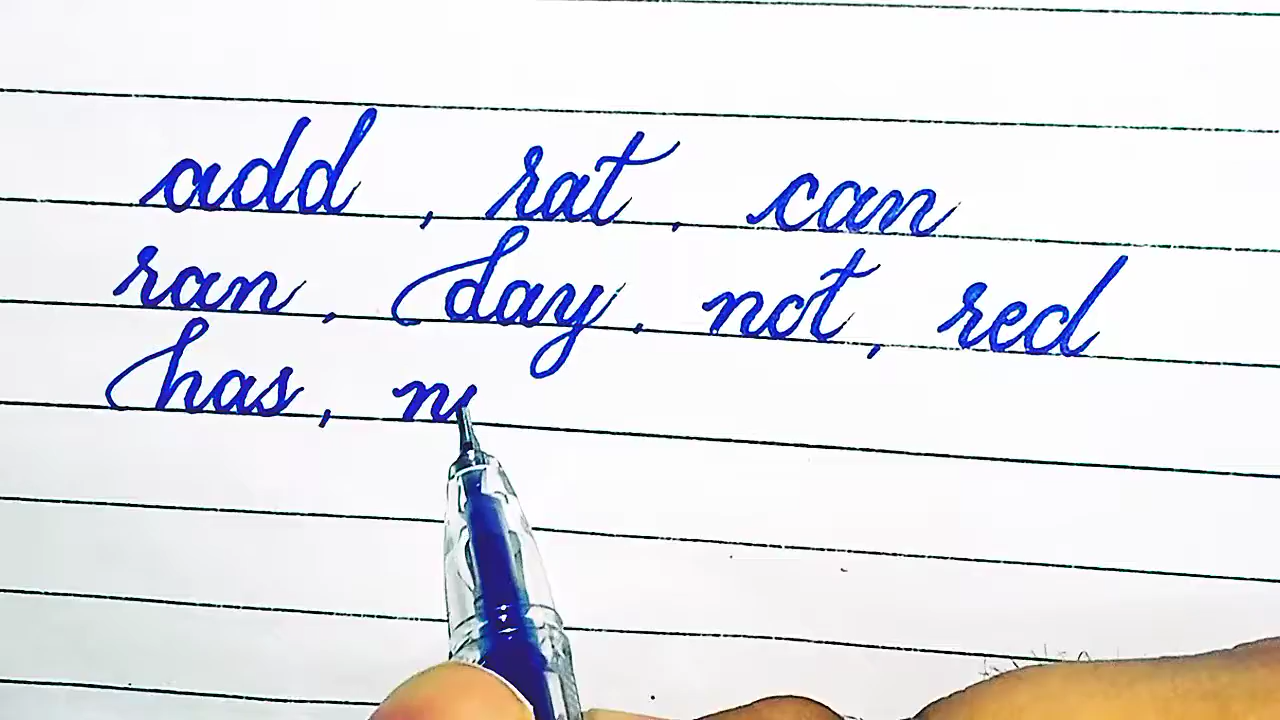 add, rat, can
ran, day, not, red
has, n